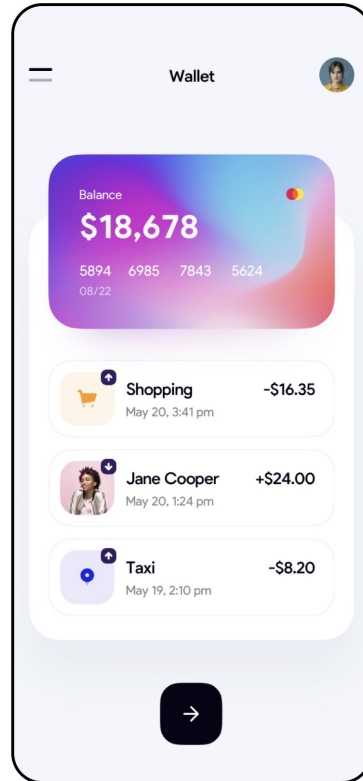 Wallet
Balance
$18,678
5894 6985 7843 5624
08/22
Shopping -$16.35
May 20, 3:41 pm
Jane Cooper +$24.00
May 20, 1:24 pm
Taxi -$8.20
May 19, 2:10 pm